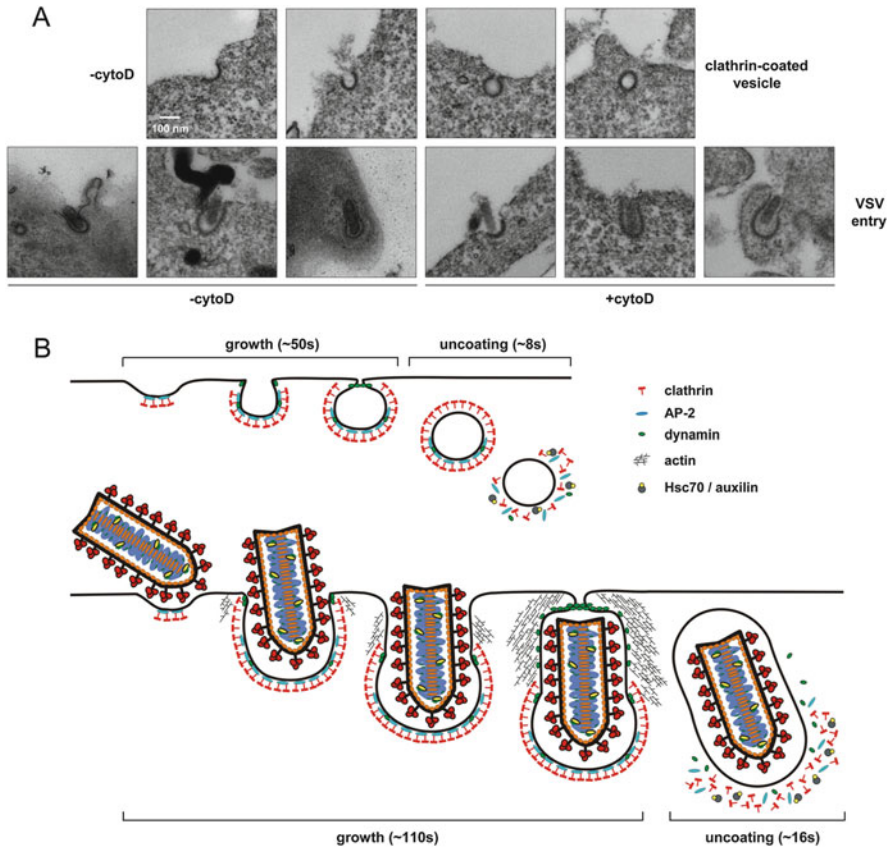 A
-cytoD
clathrin-coated
vesicle
100 nm
VSV
entry
-cytoD
+cytoD
B
growth (~50s)
uncoating (~8s)
clathrin
AP-2
dynamin
actin
Hsc70 / auxilin
growth (~110s)
uncoating (~16s)